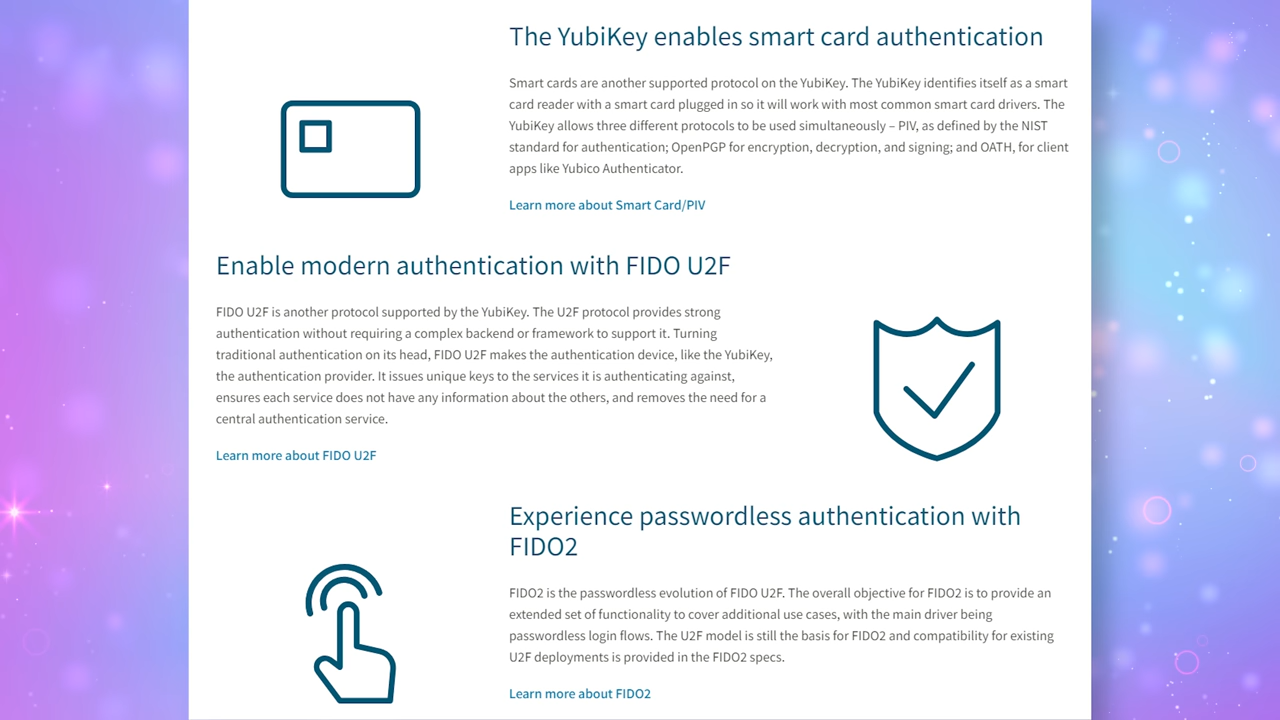 The YubiKey enables smart card authentication
Smart cards are another supported protocol on the YubiKey. The YubiKey identifies itself as a smart
card reader with a smart card plugged in so it will work with most common smart card drivers. The
YubiKey allows three different protocols to be used simultaneously – PIV, as defined by the NIST
standard for authentication; OpenPGP for encryption, decryption, and signing; and OATH, for client
apps like Yubico Authenticator.
Learn more about Smart Card/PIV
Enable modern authentication with FIDO U2F
FIDO U2F is another protocol supported by the YubiKey. The U2F protocol provides strong
authentication without requiring a complex backend or framework to support it. Turning
traditional authentication on its head, FIDO U2F makes the authentication device, like the YubiKey,
the authentication provider. It issues unique keys to the services it is authenticating against,
ensures each service does not have any information about the others, and removes the need for a
central authentication service.
Learn more about FIDO U2F
Experience passwordless authentication with
FIDO2
FIDO2 is the passwordless evolution of FIDO U2F. The overall objective for FIDO2 is to provide an
extended set of functionality to cover additional use cases, with the main driver being
passwordless login flows. The U2F model is still the basis for FIDO2 and compatibility for existing
U2F deployments is provided in the FIDO2 specs.
Learn more about FIDO2